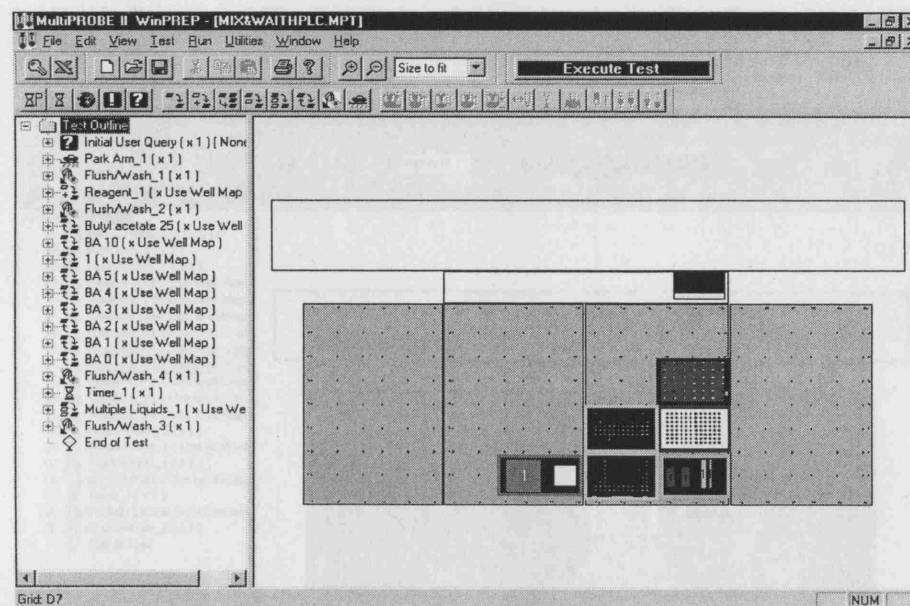 MultiPROBE II WinPREP - [MIX&WAITHPLC.MPT]
File Edit View Test Run Utilities Window Help
Size to fit
Execute Test
Test Outline
Initial User Query ( x 1 ) [ None
Park Arm_1 ( x 1 )
Flush/Wash_1 ( x 1 )
Reagent_1 ( x Use Well Map
Flush/Wash_2 ( x 1 )
Butyl acetate 25 ( x Use Well
BA 10 ( x Use Well Map )
1 ( x Use Well Map )
BA 5 ( x Use Well Map )
BA 4 ( x Use Well Map )
BA 3 ( x Use Well Map )
BA 2 ( x Use Well Map )
BA 1 ( x Use Well Map )
BA 0 ( x Use Well Map )
Flush/Wash_4 ( x 1 )
Timer_1 ( x 1 )
Multiple Liquids_1 ( x Use We
Flush/Wash_3 ( x 1 )
End of Test
Grid: D7
NUM